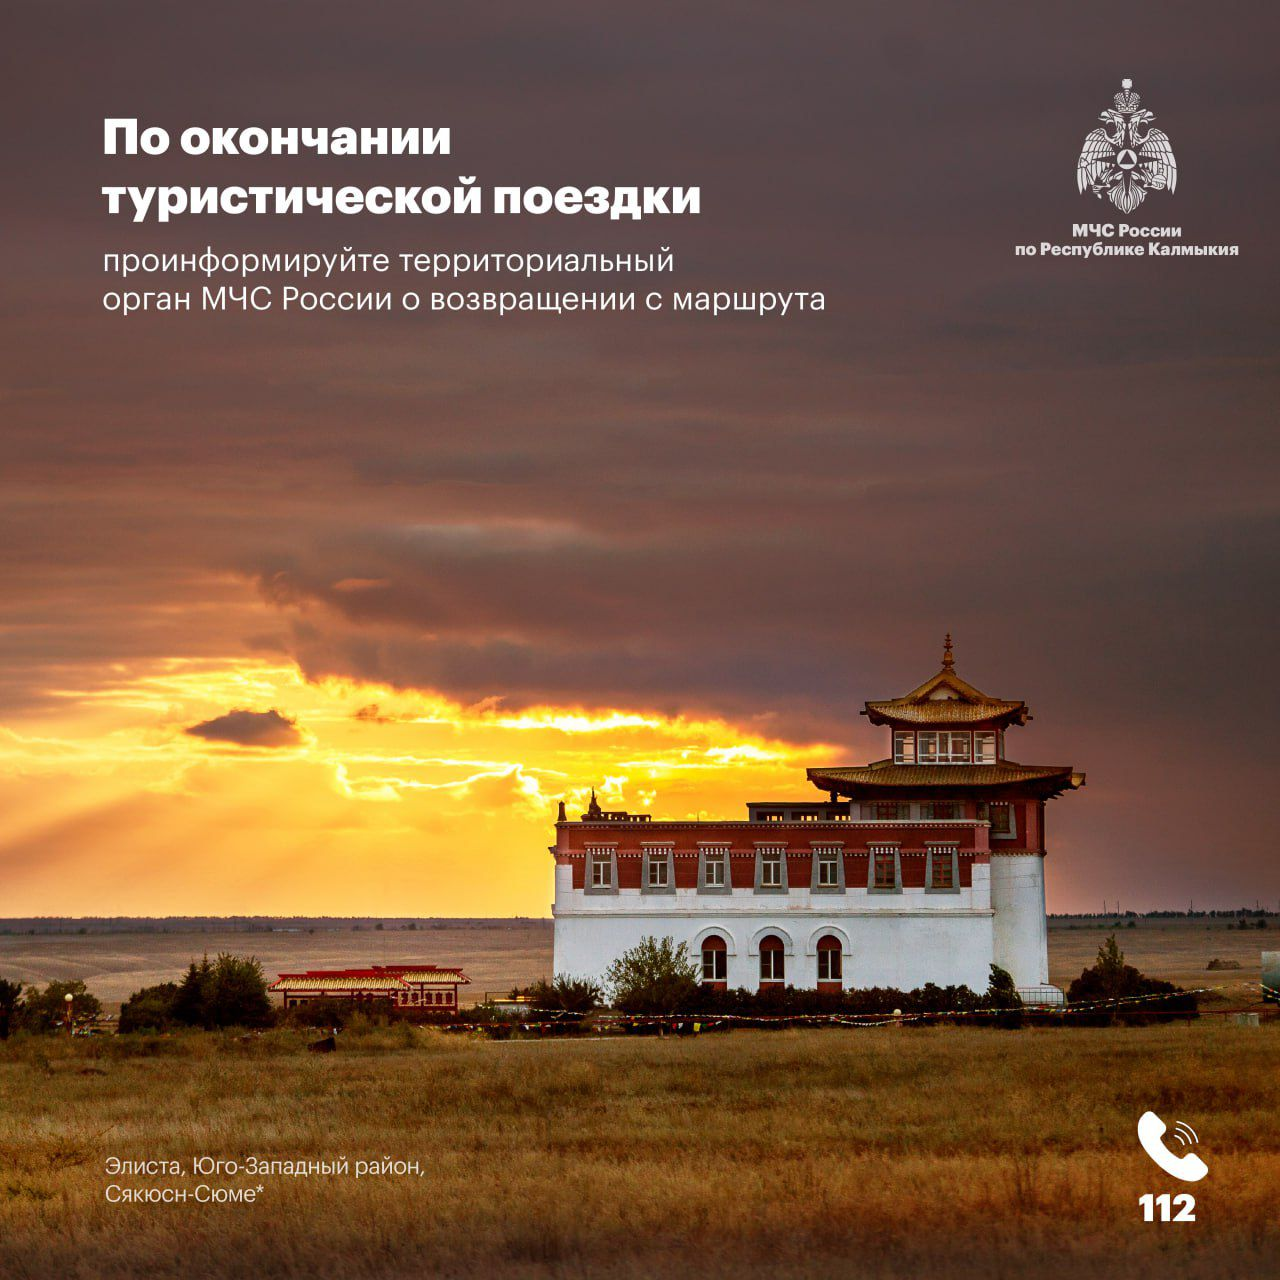 По окончании
туристической поездки
проинформируйте территориальный
орган МЧС России о возвращении с маршрута
МЧС России
по Республике Калмыкия
Элиста, Юго-Западный район,
Сякюсн-Сюме*
112